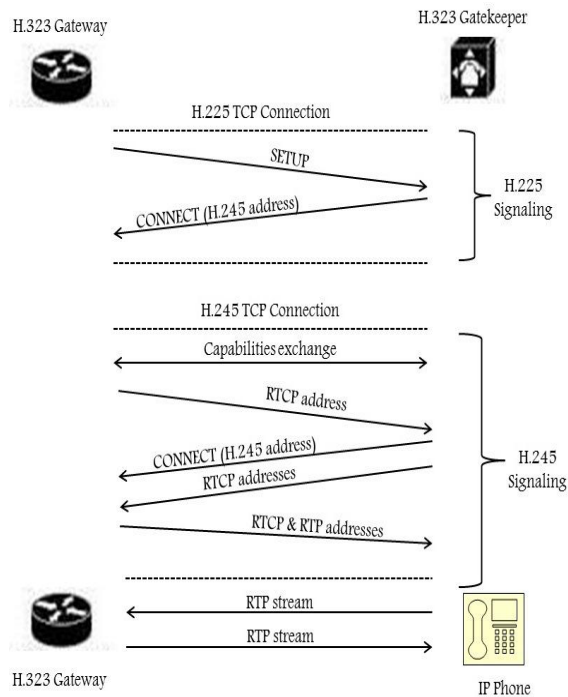 H.323 Gateway
H.323 Gatekeeper
H.225 TCP Connection
SETUP
CONNECT (H.245 address)
H.225
Signaling
H.245 TCP Connection
Capabilities exchange
RTCP address
CONNECT (H.245 address)
RTCP addresses
RTCP & RTP addresses
H.245
Signaling
RTP stream
RTP stream
H.323 Gateway
IP Phone